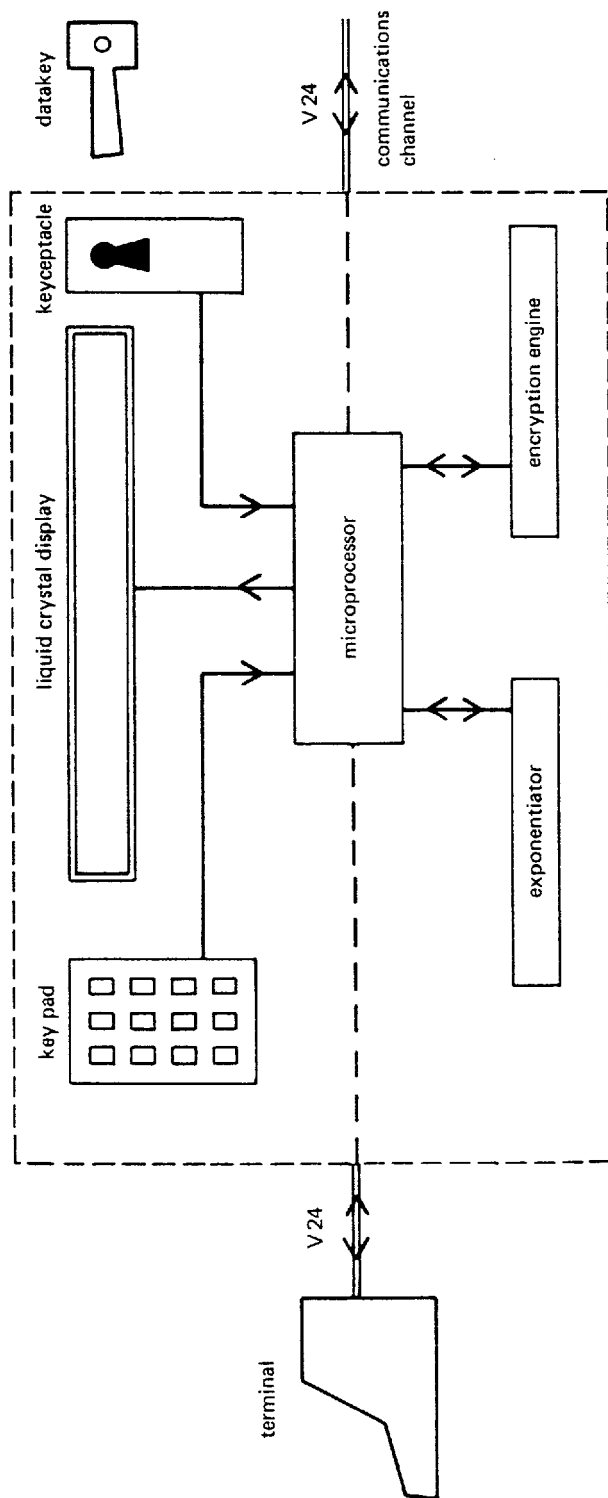 key pad
liquid crystal display
keyceptacle
datakey
terminal
V 24
microprocessor
V 24
communications
channel
exponentiator
encryption engine